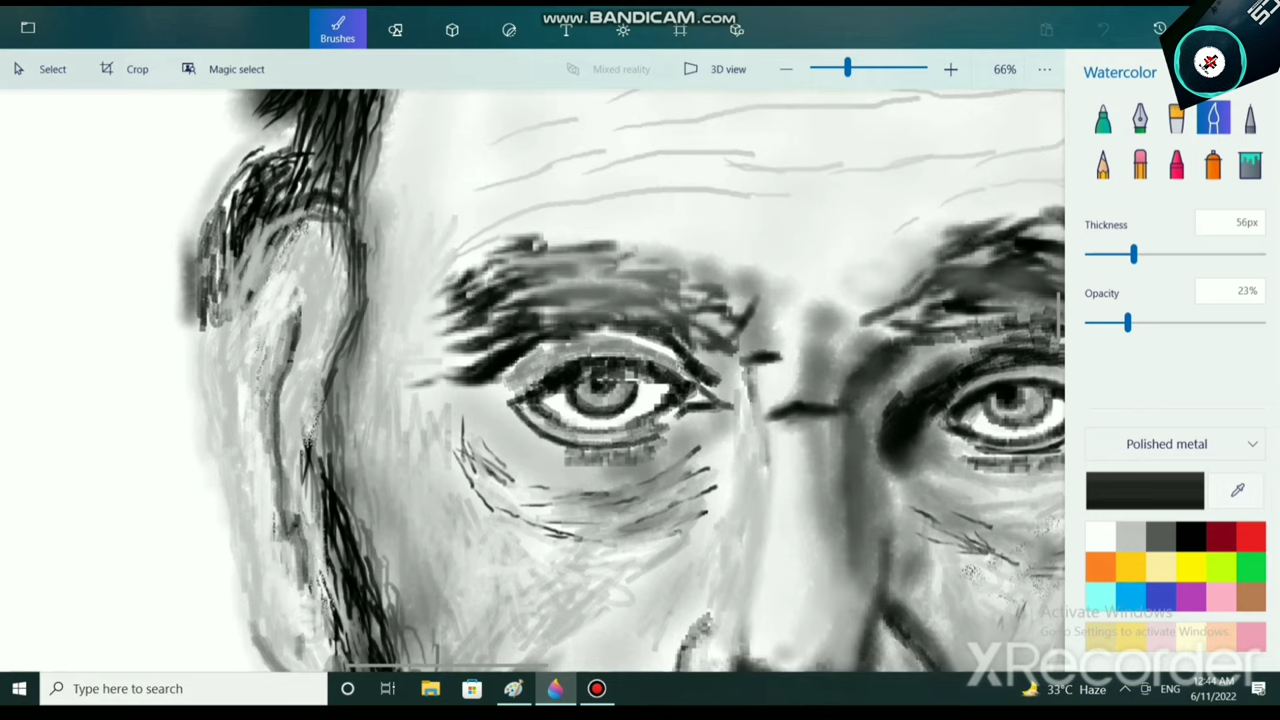 www.BANDICAM.com
Brushes
Select
Crop
Magic select
Mixed reality
3D view
66%
Watercolor
Thickness
56px
Opacity
23%
Polished metal
Activate Windows
Go to Settings to activate Windows.
XRecorder
Type here to search
33°C Haze
ENG
12:44 AM
6/11/2022